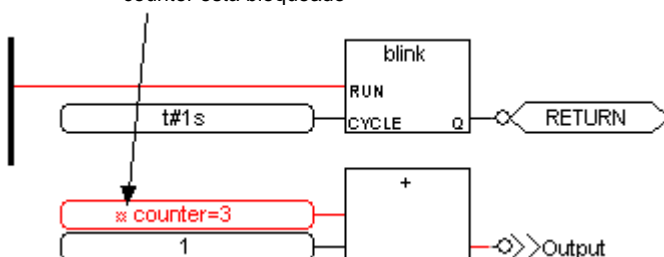 counter está bloqueado
blink
RUN
t#1s
CYCLE Q
RETURN
+
counter=3
1
Output